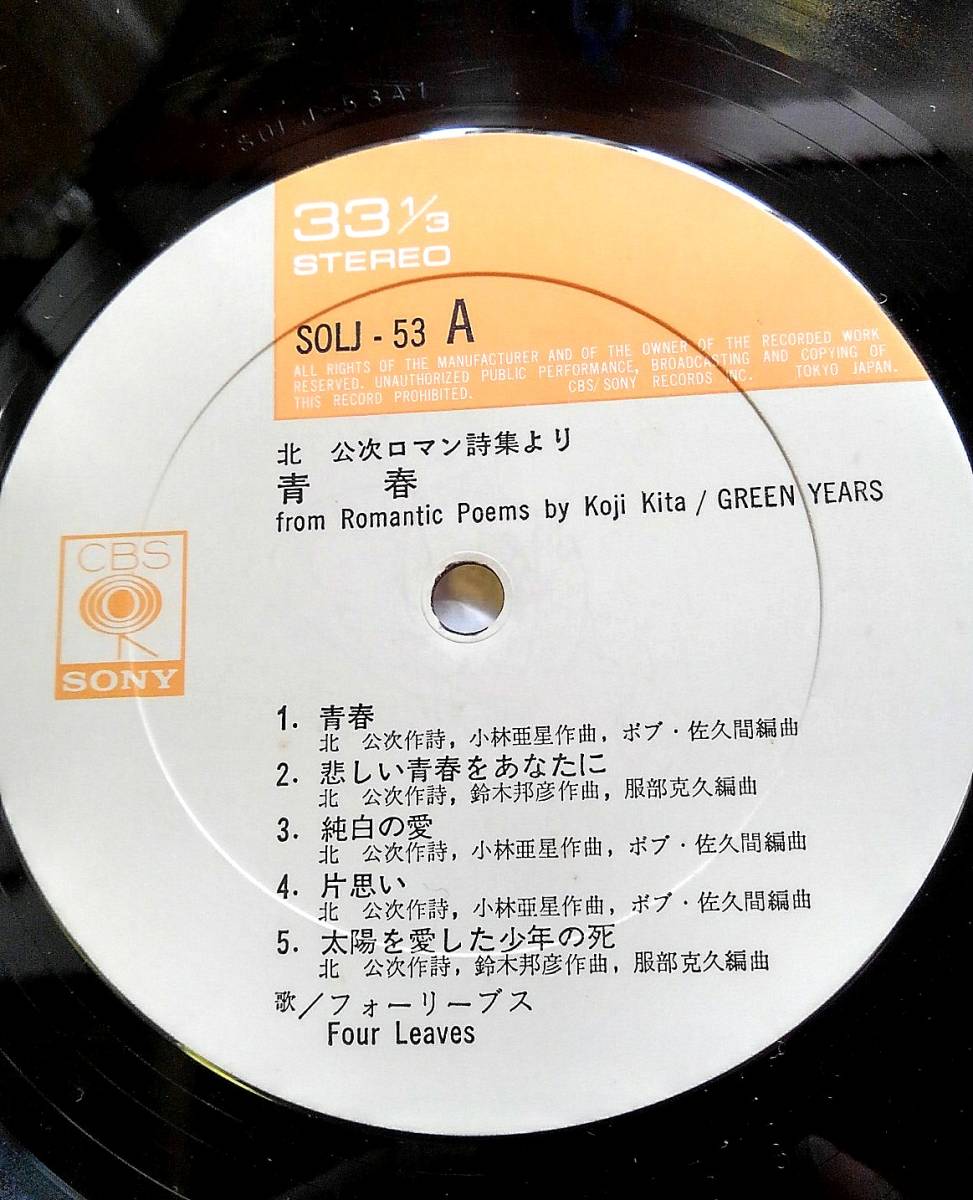 SOLJ-53A1
33 1/3
STEREO
SOLJ - 53 A
ALL RIGHTS OF THE MANUFACTURER AND OF THE OWNER OF THE RECORDED WORK
RESERVED. UNAUTHORIZED PUBLIC PERFORMANCE, BROADCASTING AND COPYING OF
THIS RECORD PROHIBITED. CBS/SONY RECORDS INC. TOKYO JAPAN.
北 公次ロマン詩集より
青 春
from Romantic Poems by Koji Kita / GREEN YEARS
CBS
SONY
1. 青春
北 公次作詩, 小林亜星作曲, ボブ・佐久間編曲
2. 悲しい青春をあなたに
北 公次作詩, 鈴木邦彦作曲, 服部克久編曲
3. 純白の愛
北 公次作詩, 小林亜星作曲, ボブ・佐久間編曲
4. 片思い
北 公次作詩, 小林亜星作曲, ボブ・佐久間編曲
5. 太陽を愛した少年の死
北 公次作詩, 鈴木邦彦作曲, 服部克久編曲
歌/フォーリーブス
Four Leaves